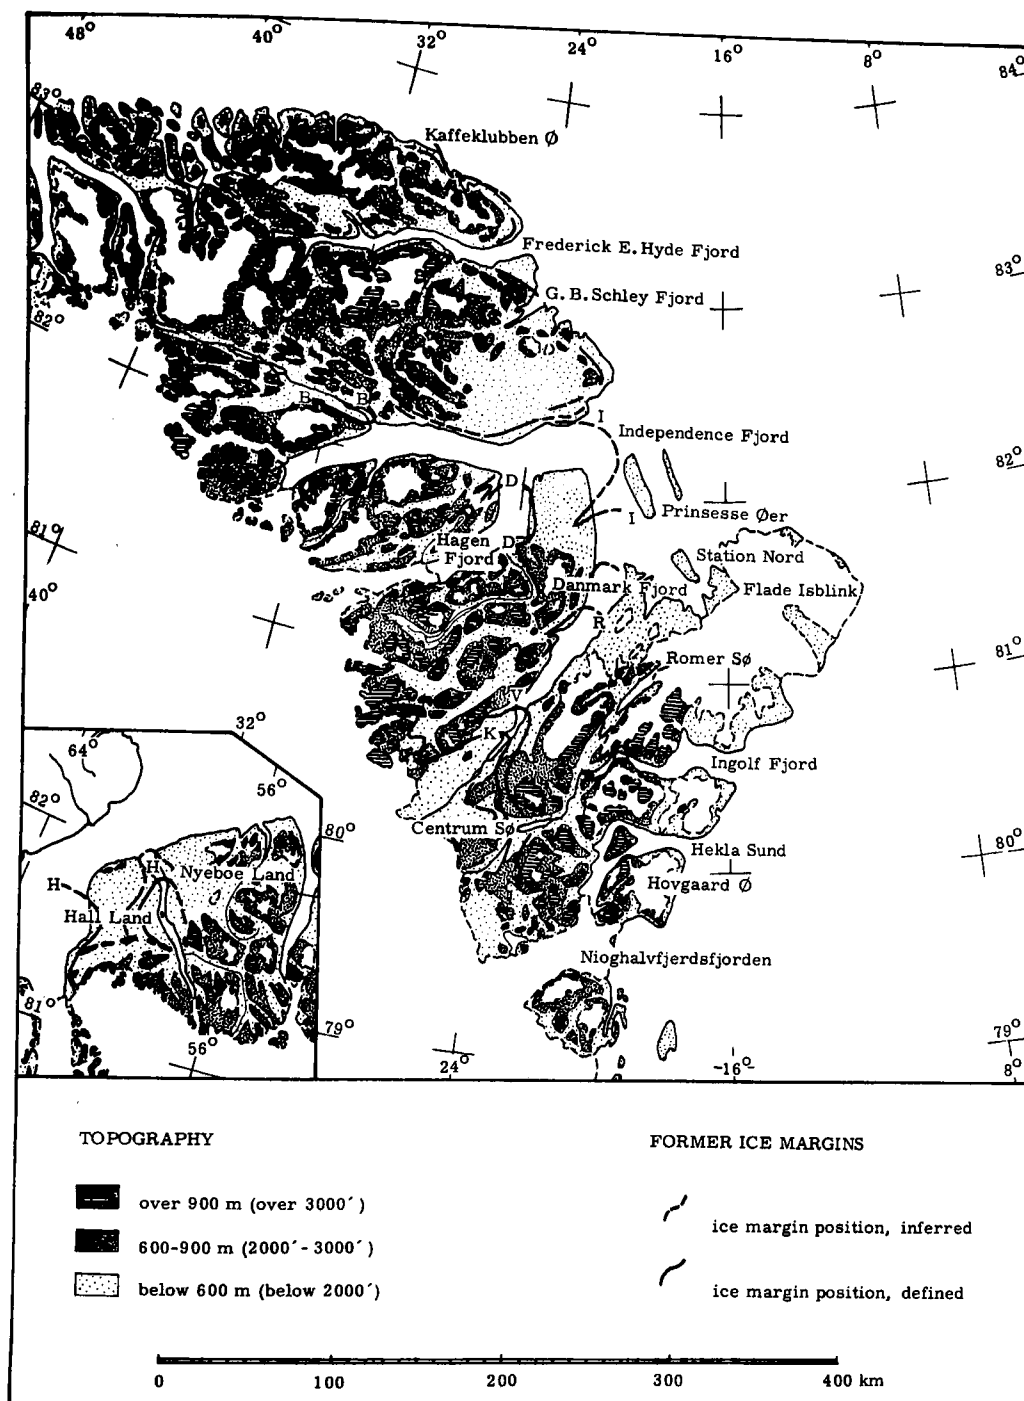 48° 40° 32° 24° 16° 8° 84°
83°
Kaffeklubben Ø
Frederick E. Hyde Fjord
83°
G. B. Schley Fjord
82°
B B
I
Independence Fjord
82°
D
I Prinsesse Øer
81°
Hagen
Fjord
D
Station Nord
40°
Danmark Fjord
Flade Isblink
R
81°
Romer Sø
V
K
Ingolf Fjord
32°
64°
56°
82°
80°
Centrum Sø
80°
Hekla Sund
H
H
Nyeboe Land
Hovgaard Ø
Hall Land
Nioghalvfjerdsfjorden
81°
79°
79°
56°
24°
16°
8°
TOPOGRAPHY
over 900 m (over 3000´)
600-900 m (2000´-3000´)
below 600 m (below 2000´)
FORMER ICE MARGINS
ice margin position, inferred
ice margin position, defined
0 100 200 300 400 km